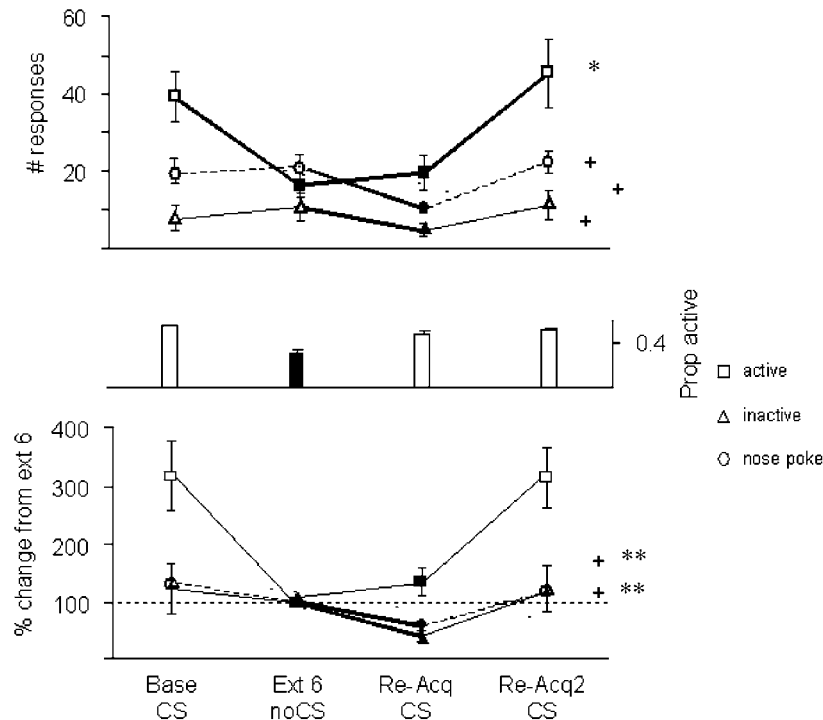 60
40
20
# responses
*
+
+
+
0.4
Prop active
active
inactive
nose poke
400
300
200
100
% change from ext 6
+ **
+ **
Base Ext 6 Re-Acq Re-Acq2
CS noCS CS CS